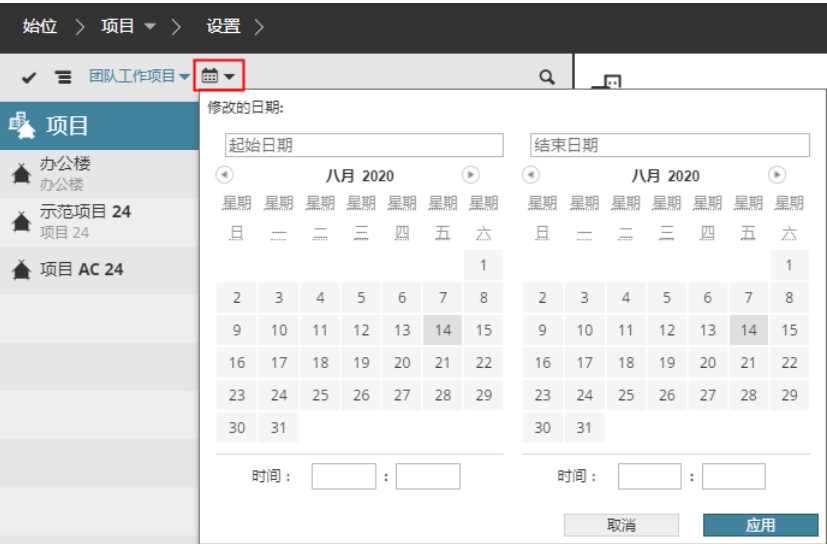 始位 项目 设置
团队工作项目
修改的日期:
项目
起始日期 结束日期
办公楼
办公楼
八月 2020 八月 2020
星期 星期 星期 星期 星期 星期 星期 星期 星期 星期 星期 星期 星期 星期
示范项目 24
项目 24
日 一 二 三 四 五 六 日 一 二 三 四 五 六
项目 AC 24
1 1
2 3 4 5 6 7 8 2 3 4 5 6 7 8
9 10 11 12 13 14 15 9 10 11 12 13 14 15
16 17 18 19 20 21 22 16 17 18 19 20 21 22
23 24 25 26 27 28 29 23 24 25 26 27 28 29
30 31 30 31
时间： : 时间： :
取消 应用